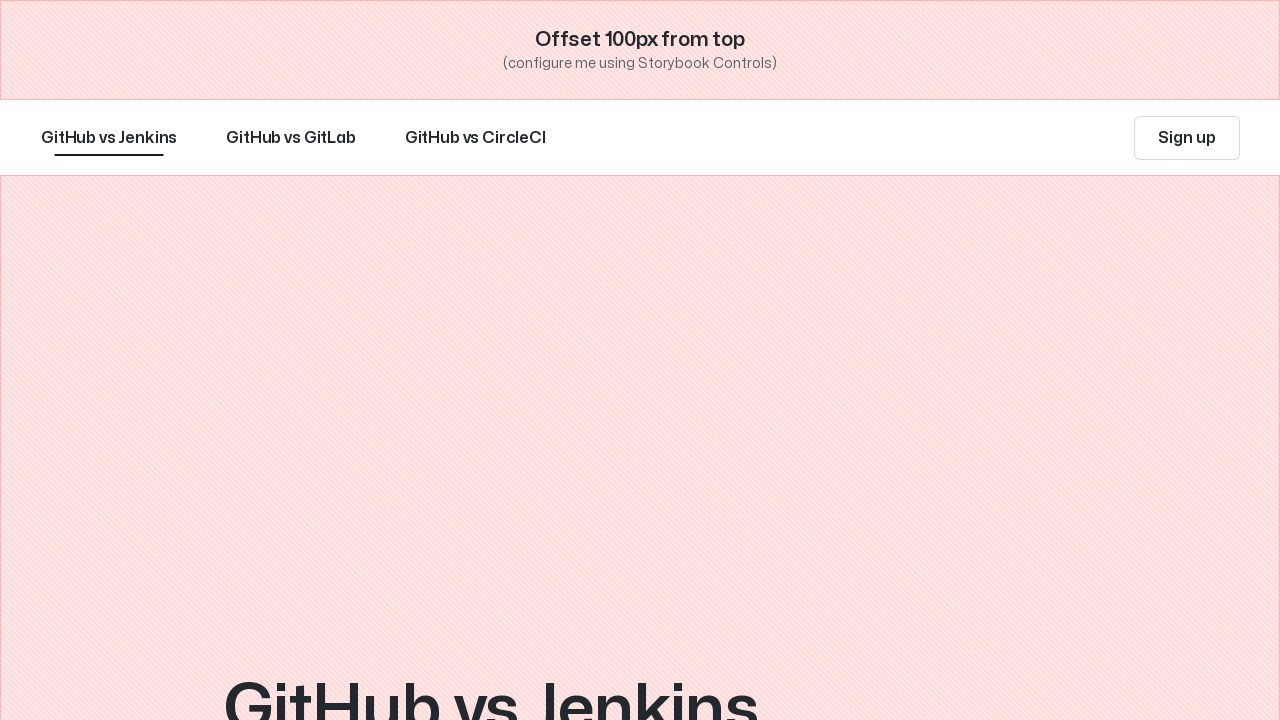 Offset 100px from top
(configure me using Storybook Controls)
GitHub vs Jenkins
GitHub vs GitLab
GitHub vs CircleCI
Sign up
GitHub vs Jenkins